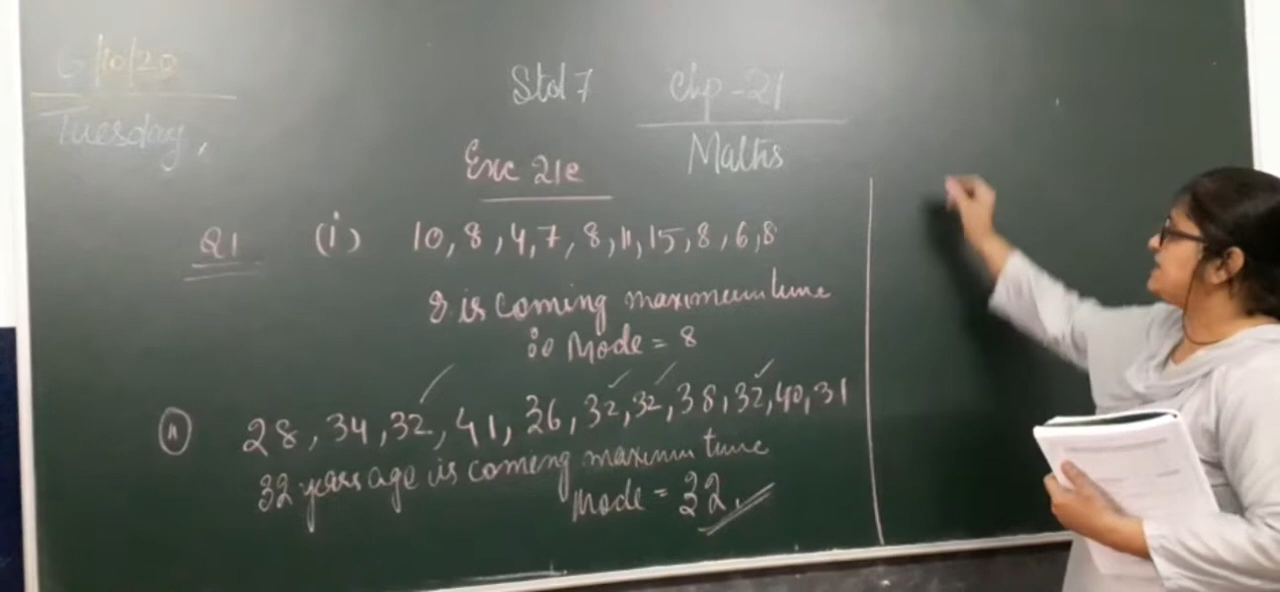 6/10/20
Tuesday,
Std 7 Chp-21
Maths
Exc 21e
Q1 (i) 10, 8, 4, 7, 8, 11, 15, 8, 6, 8
8 is coming maximum time
∴ Mode = 8
(ii) 28, 34, 32, 41, 36, 32, 32, 38, 32, 40, 31
32 years age is coming maximum time
Mode = 32.